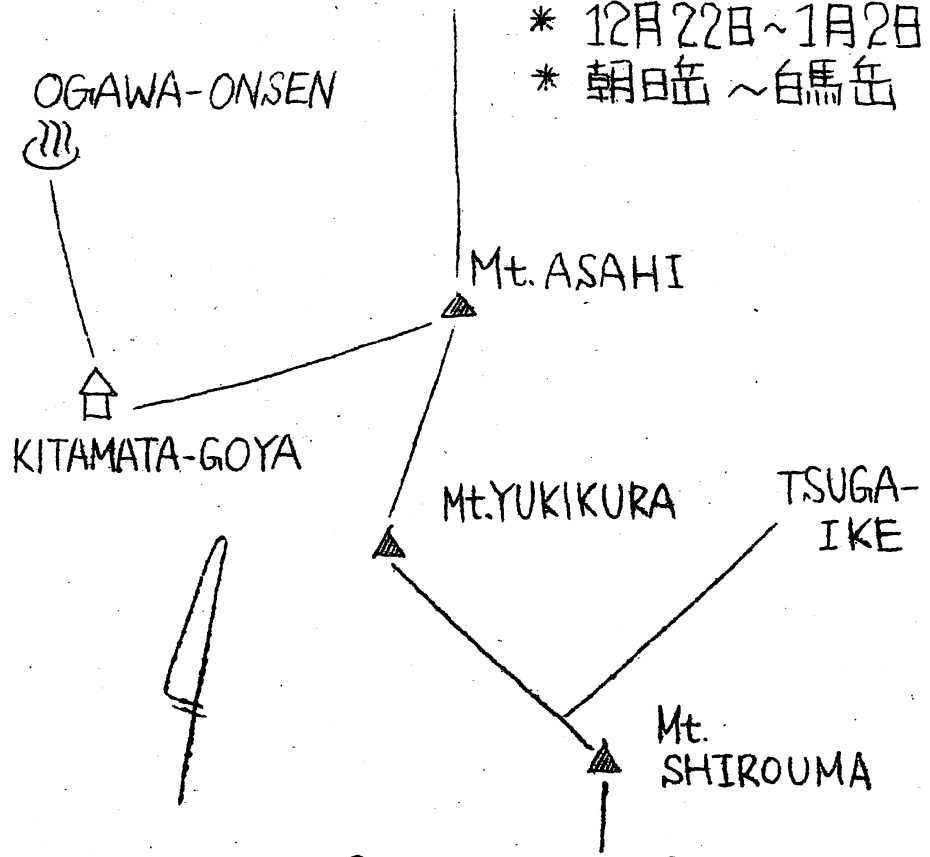 * 12月22日~1月2日
* 朝日岳~白馬岳
OGAWA-ONSEN
Mt. ASAHI
KITAMATA-GOYA
Mt.YUKIKURA
TSUGA-
IKE
Mt.
SHIROUMA